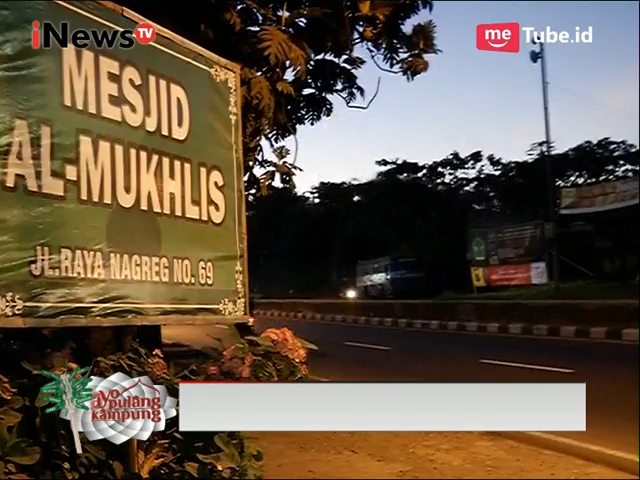 iNews TV
me Tube.id
MESJID
AL-MUKHLIS
JL.RAYA NAGREG NO. 69
ayo
pulang
kampung